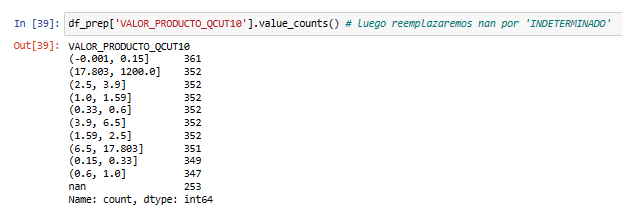 In [39]: df_prep['VALOR_PRODUCTO_QCUT10'].value_counts() # Luego reemplazaremos nan por 'INDETERMINADO'
Out[39]: VALOR_PRODUCTO_QCUT10
(-0.001, 0.15] 361
(17.803, 1200.0] 352
(2.5, 3.9] 352
(1.0, 1.59] 352
(0.33, 0.6] 352
(3.9, 6.5] 352
(1.59, 2.5] 352
(6.5, 17.803] 351
(0.15, 0.33] 349
(0.6, 1.0] 347
nan 253
Name: count, dtype: int64